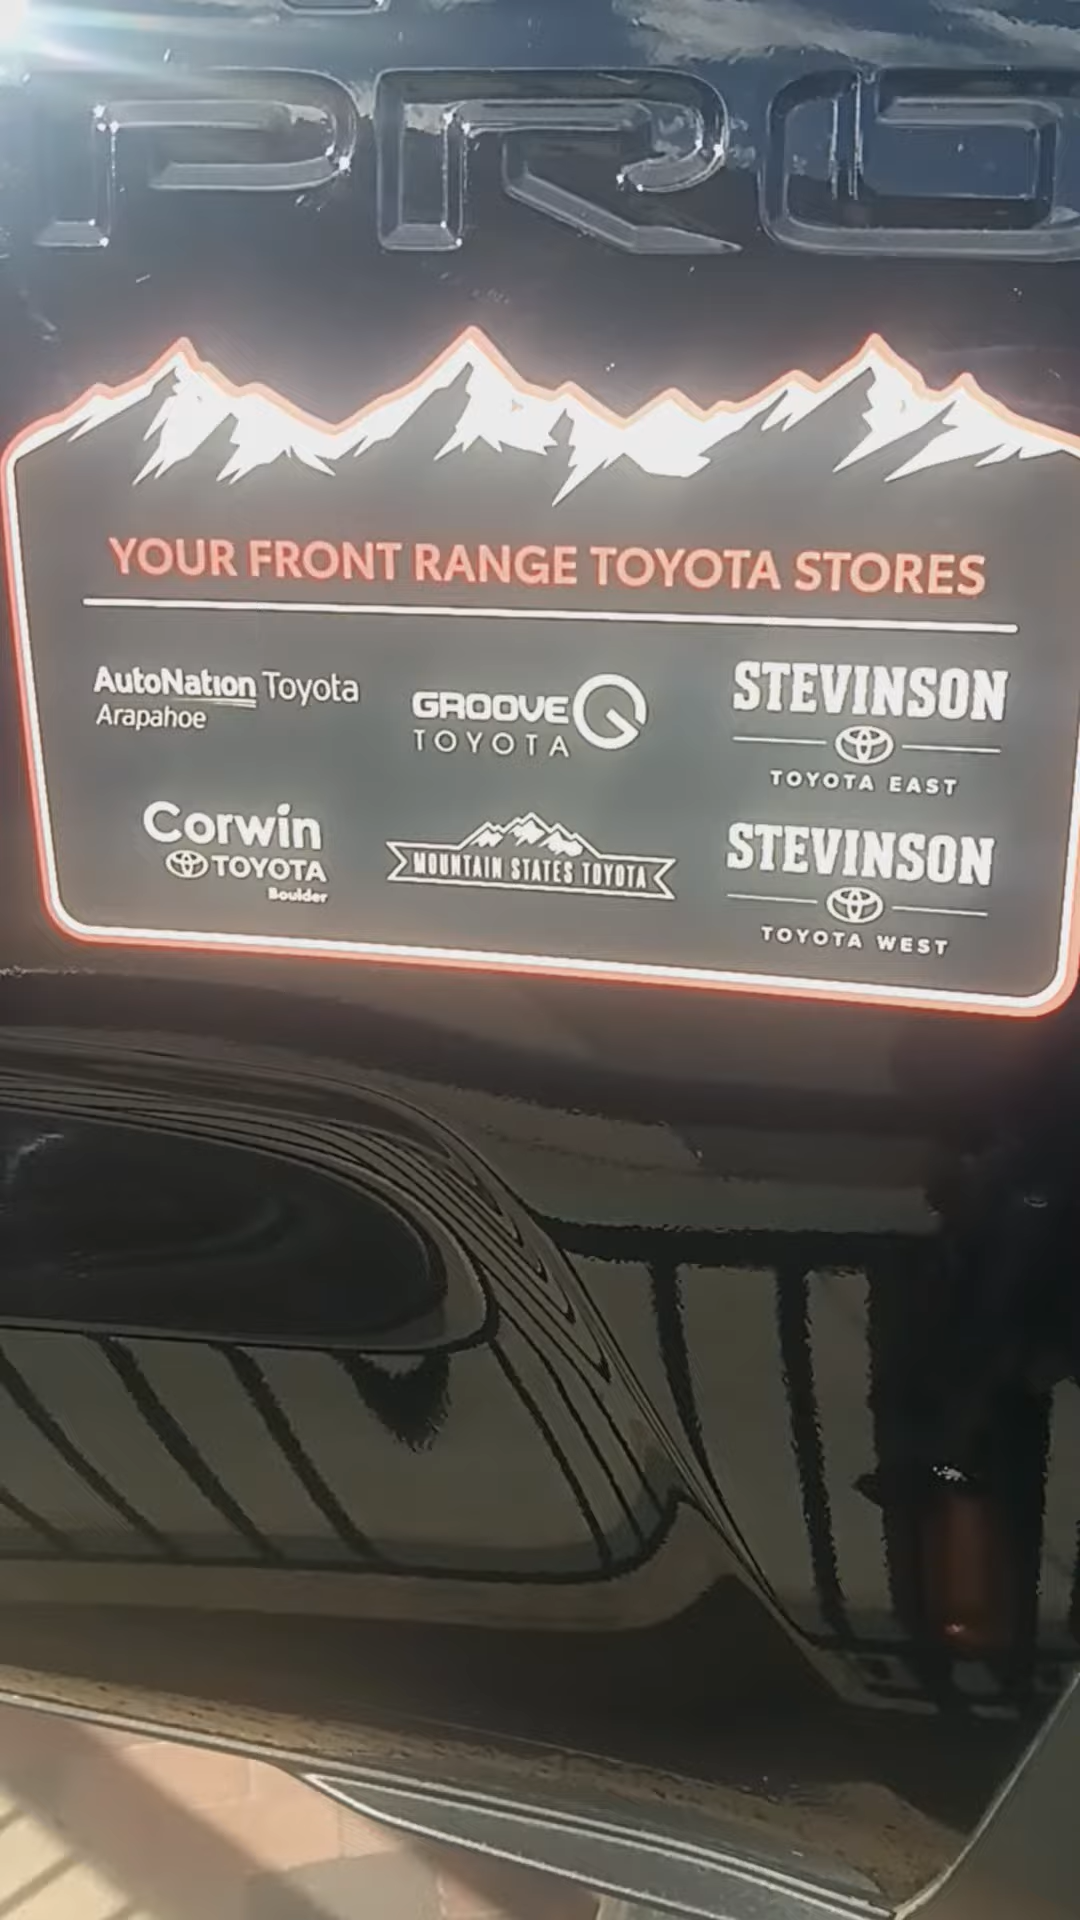 PRO
YOUR FRONT RANGE TOYOTA STORES
AutoNation Toyota
Arapahoe
GROOVE
TOYOTA
STEVINSON
TOYOTA EAST
Corwin
TOYOTA
Boulder
MOUNTAIN STATES TOYOTA
STEVINSON
TOYOTA WEST